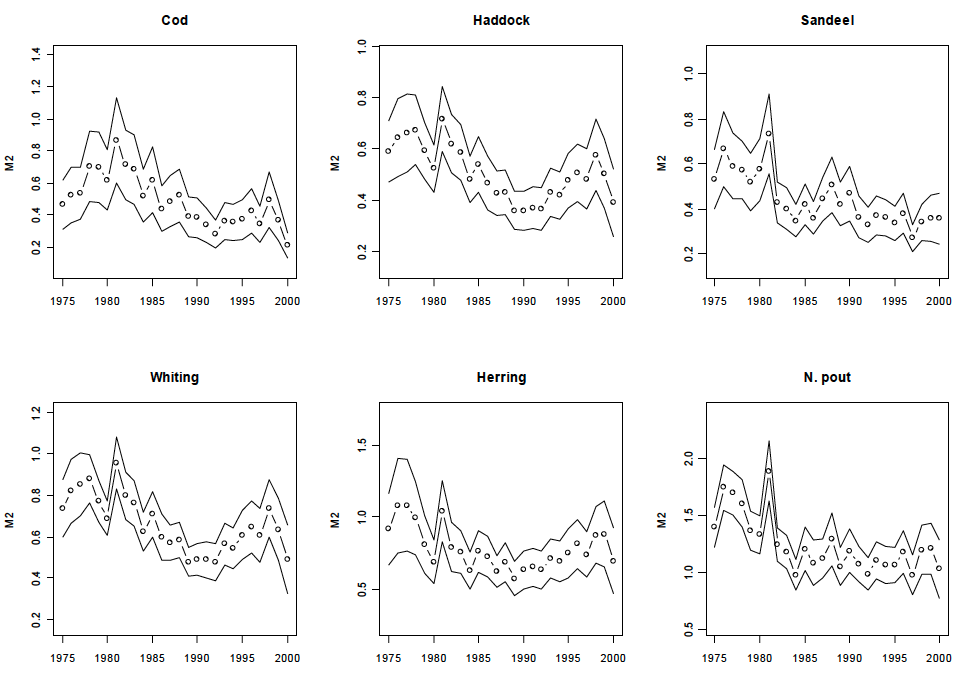 Cod
Haddock
Sandeel
M2
0.2 0.4 0.6 0.8 1.0 1.2 1.4
1975 1980 1985 1990 1995 2000
M2
0.2 0.4 0.6 0.8 1.0
1975 1980 1985 1990 1995 2000
M2
0.2 0.4 0.6 0.8 1.0
1975 1980 1985 1990 1995 2000
Whiting
Herring
N. pout
M2
0.2 0.4 0.6 0.8 1.0 1.2
1975 1980 1985 1990 1995 2000
M2
0.5 1.0 1.5
1975 1980 1985 1990 1995 2000
M2
0.5 1.0 1.5 2.0
1975 1980 1985 1990 1995 2000